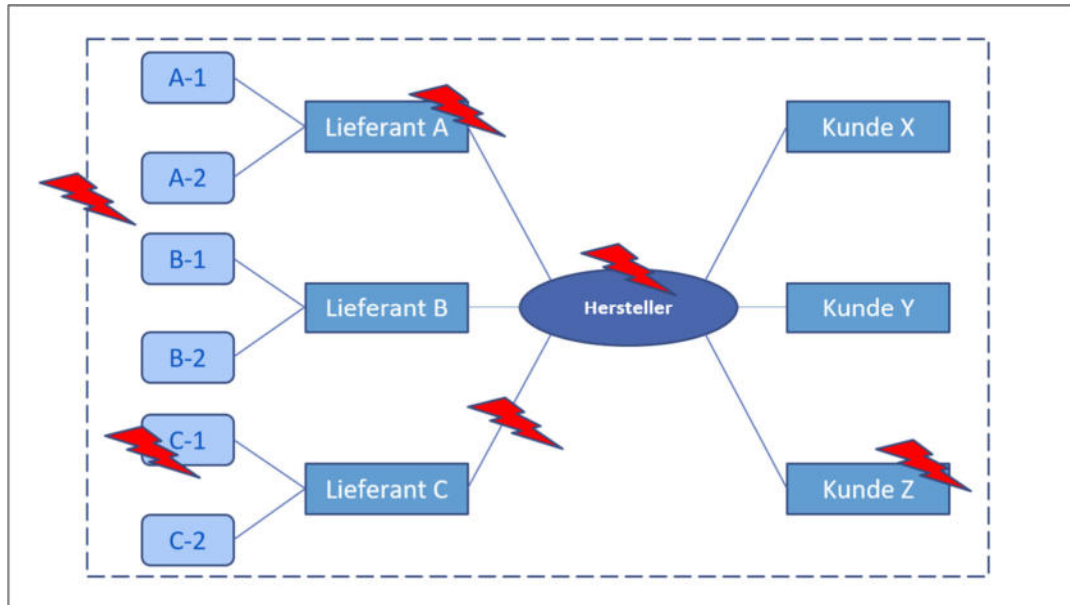 A-1
A-2
B-1
B-2
C-1
C-2
Lieferant A
Lieferant B
Lieferant C
Hersteller
Kunde X
Kunde Y
Kunde Z